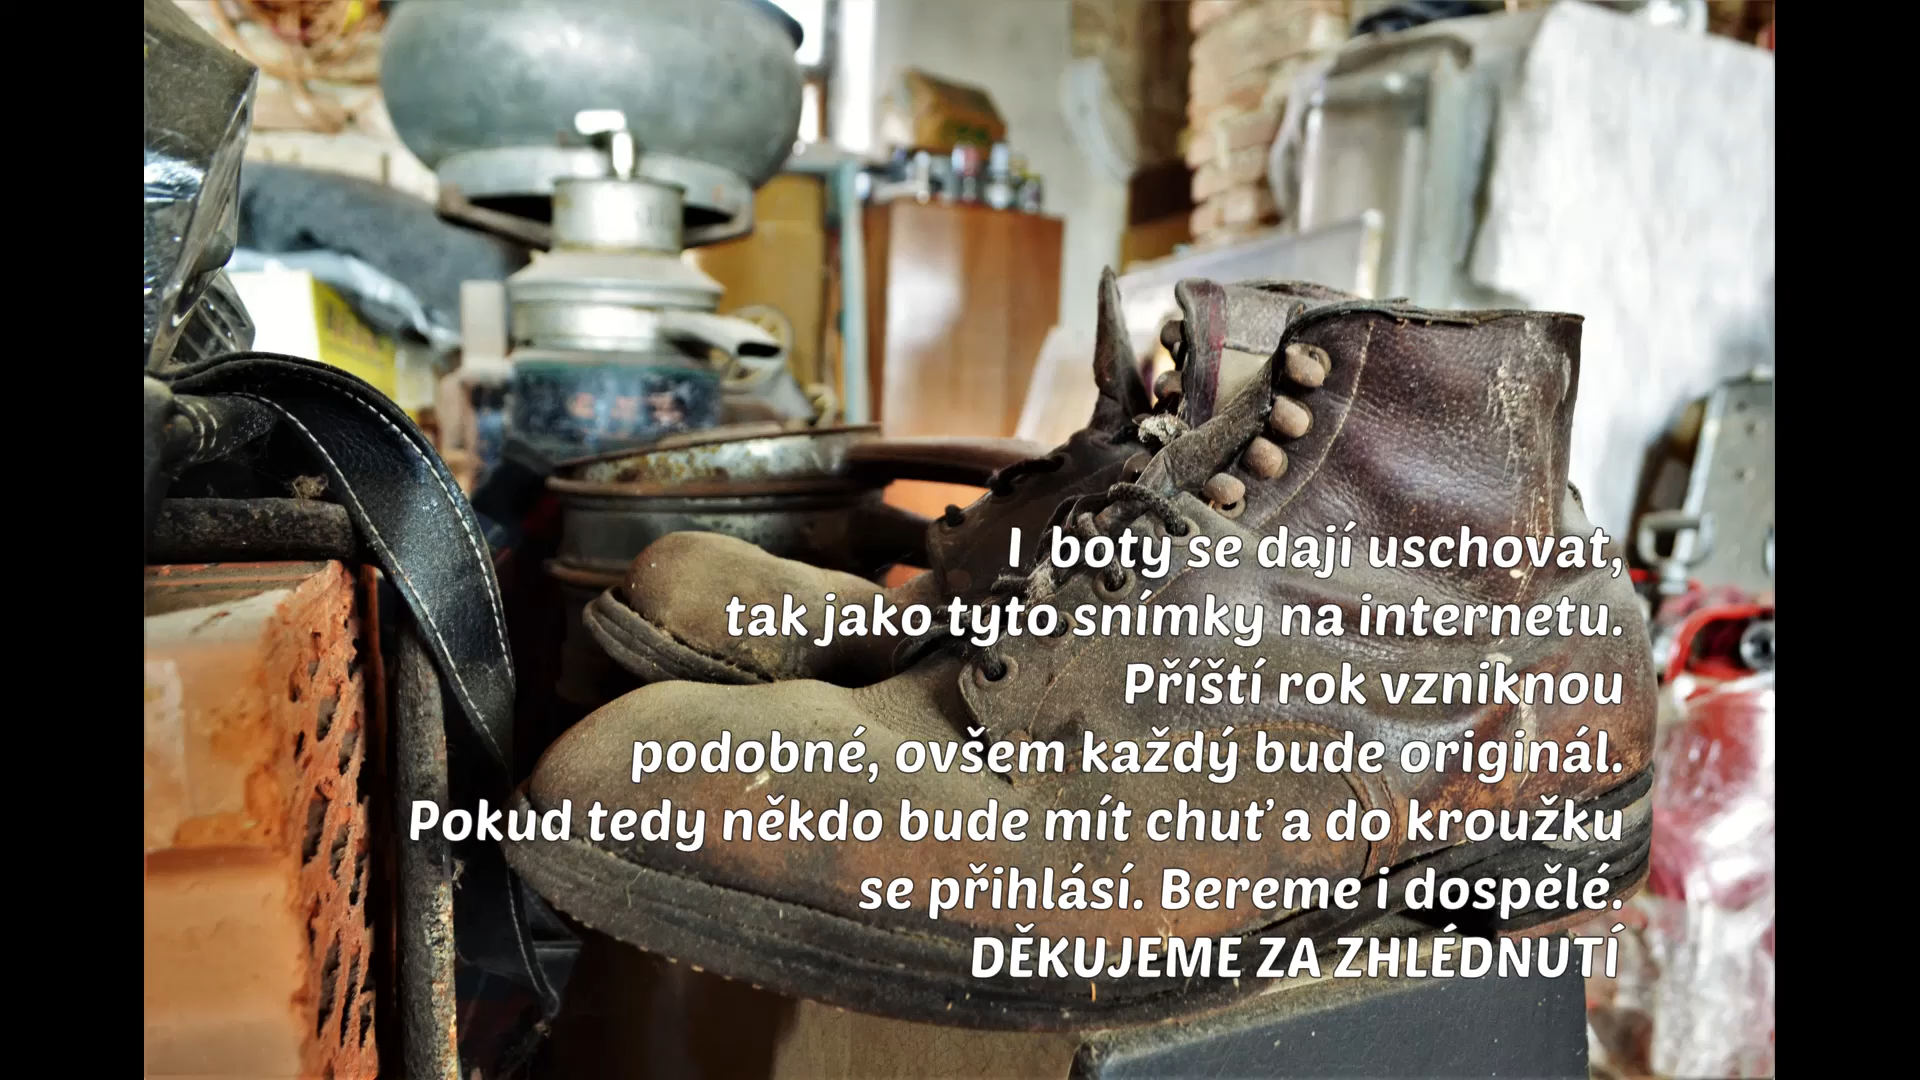 I boty se dají uschovat,
tak jako tyto snímky na internetu.
Příští rok vzniknou
podobné, ovšem každý bude originál.
Pokud tedy někdo bude mít chuť a do kroužku
se přihlásí. Bereme i dospělé.
DĚKUJEME ZA ZHLÉDNUTÍ